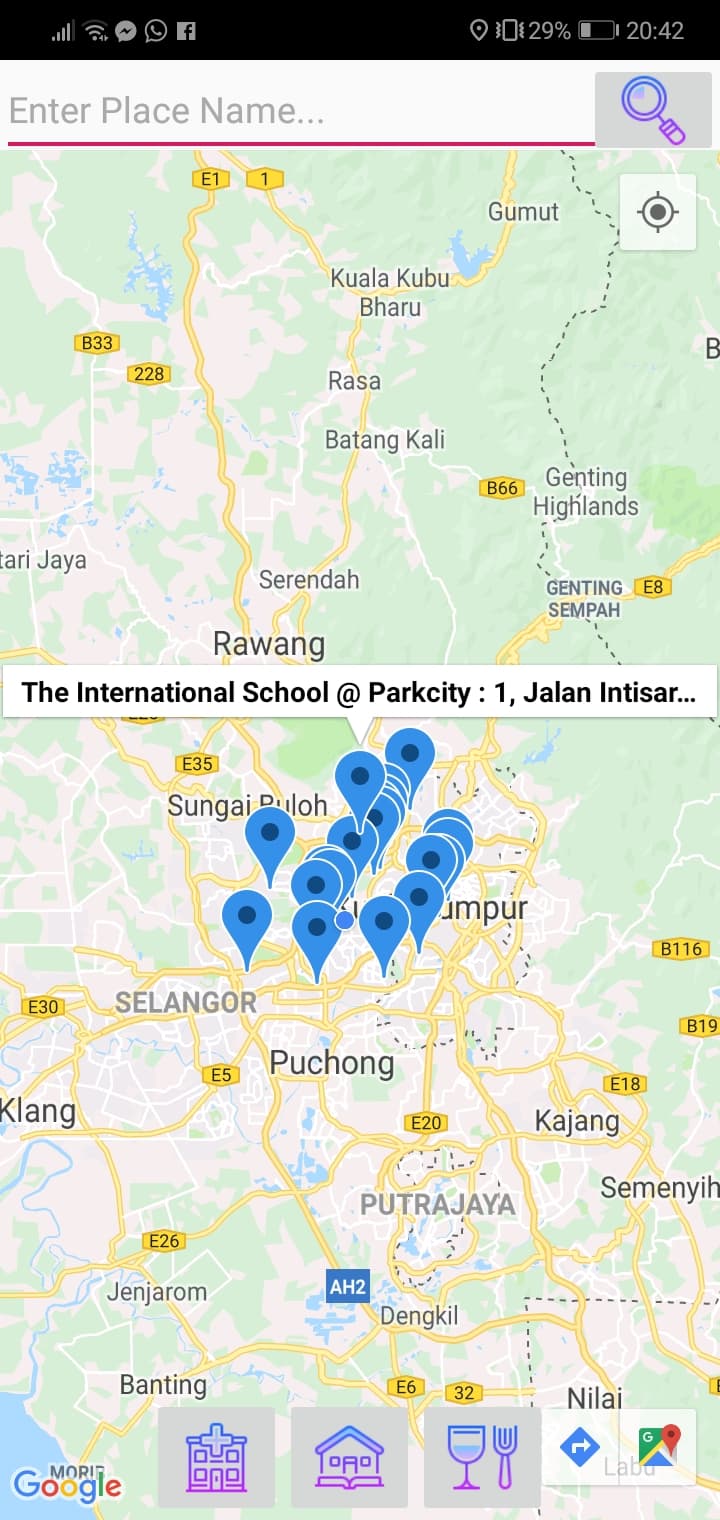 29% 20:42
Enter Place Name...
E1
1
Gumut
Kuala Kubu
Bharu
B33
B
228
Rasa
Batang Kali
Genting
Highlands
B66
tari Jaya
Serendah
GENTING
SEMPAH
E8
Rawang
The International School @ Parkcity : 1, Jalan Intisar...
E35
Sungai Buloh
umpur
B116
SELANGOR
E30
B19
Puchong
E5
E18
Klang
E20
Kajang
Semenyih
PUTRAJAYA
E26
AH2
Jenjarom
Dengkil
Banting
E6
32
Nilai
G
Labu
MORIB
Google